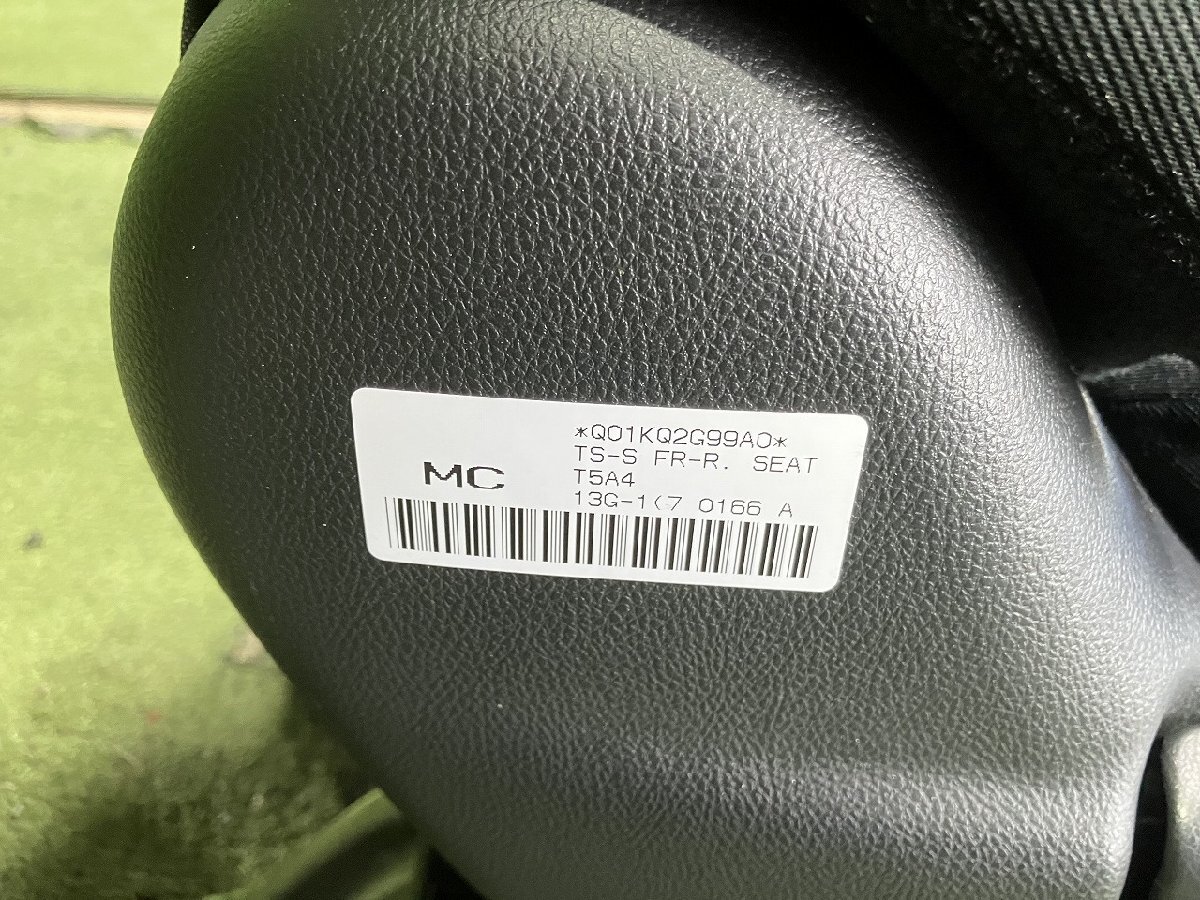 *Q01KQ2G99A0*
TS-S FR-R. SEAT
MC
T5A4
13G-1(7 0166 A